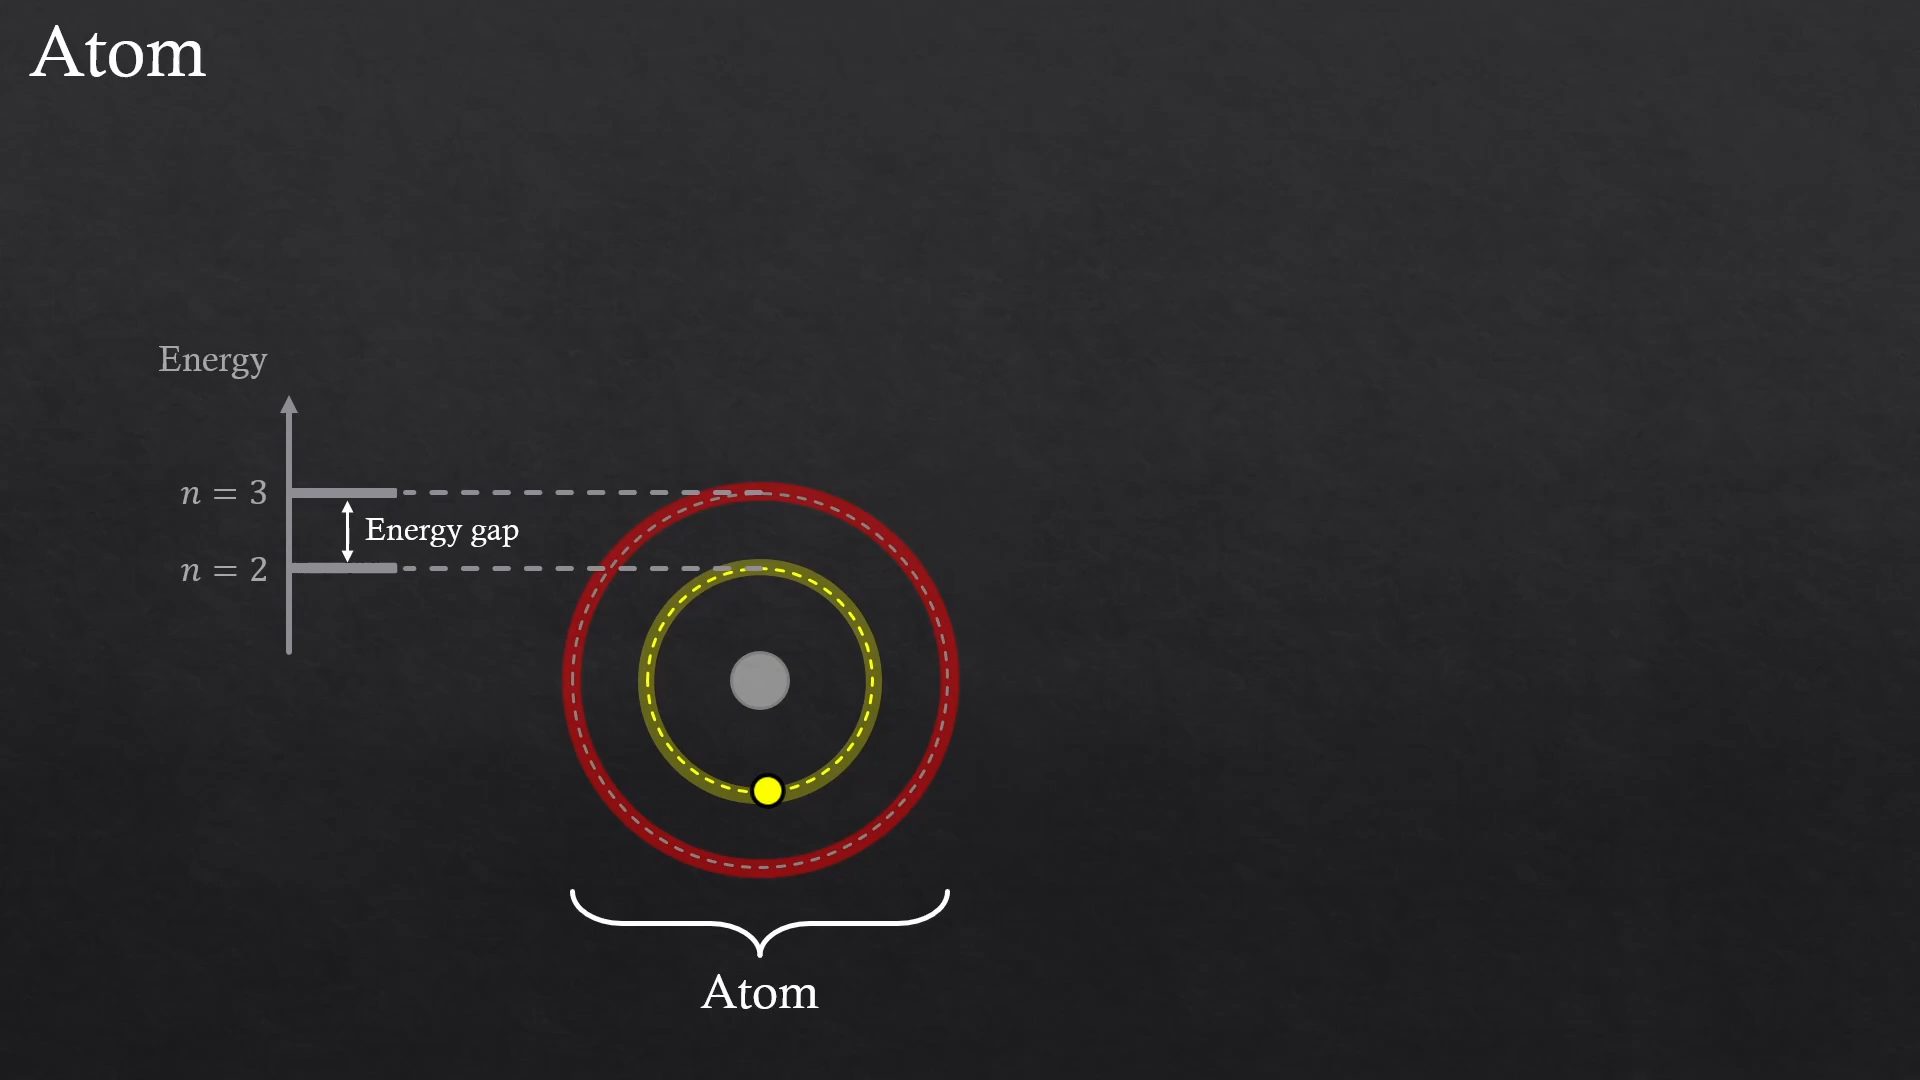 Atom
Energy
n = 3
Energy gap
n = 2
Atom